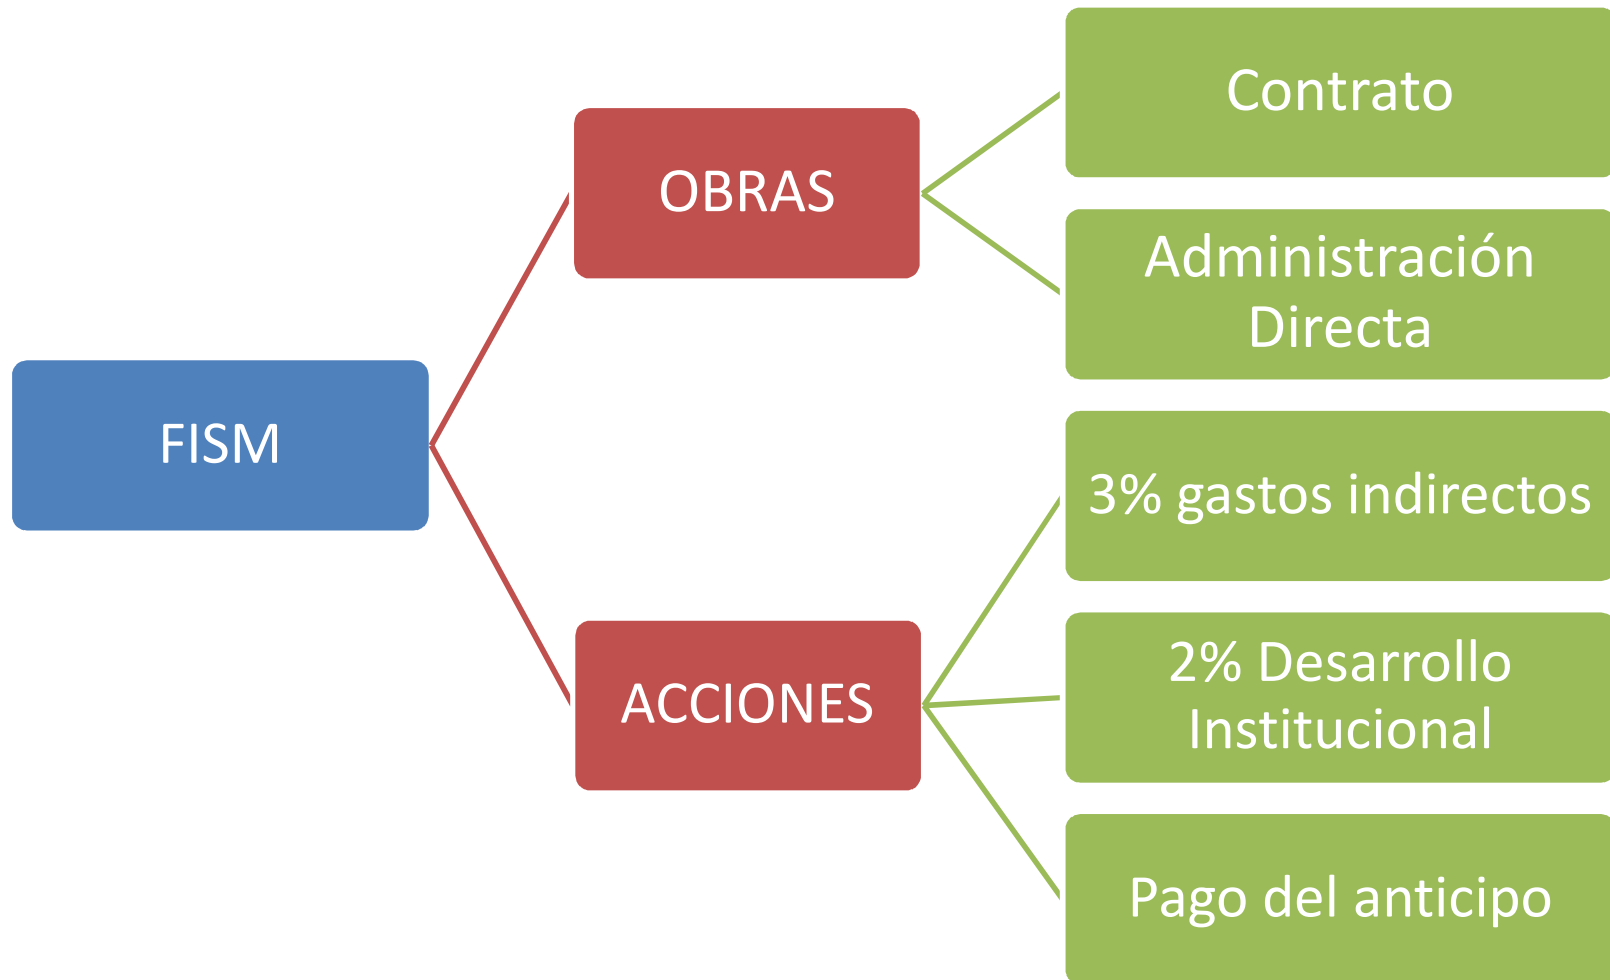 FISM
OBRAS
Contrato
Administración
Directa
ACCIONES
3% gastos indirectos
2% Desarrollo
Institucional
Pago del anticipo